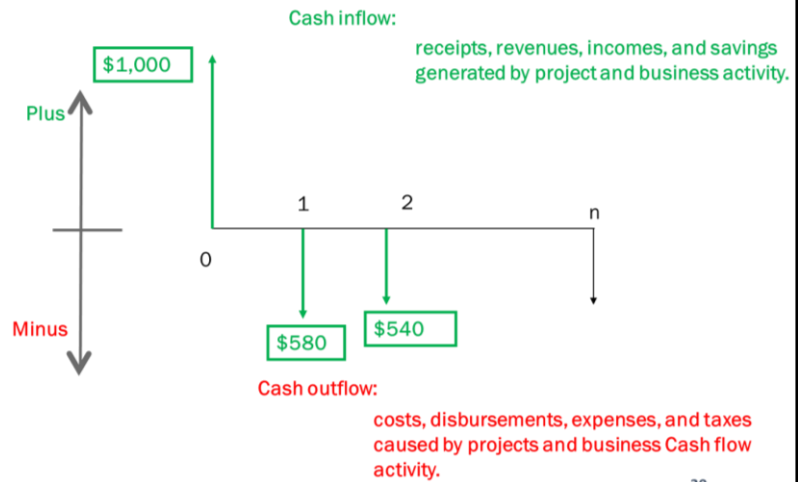 Cash inflow:
receipts, revenues, incomes, and savings
generated by project and business activity.
$1,000
Plus
1
2
n
0
Minus
$580
$540
Cash outflow:
costs, disbursements, expenses, and taxes
caused by projects and business Cash flow
activity.